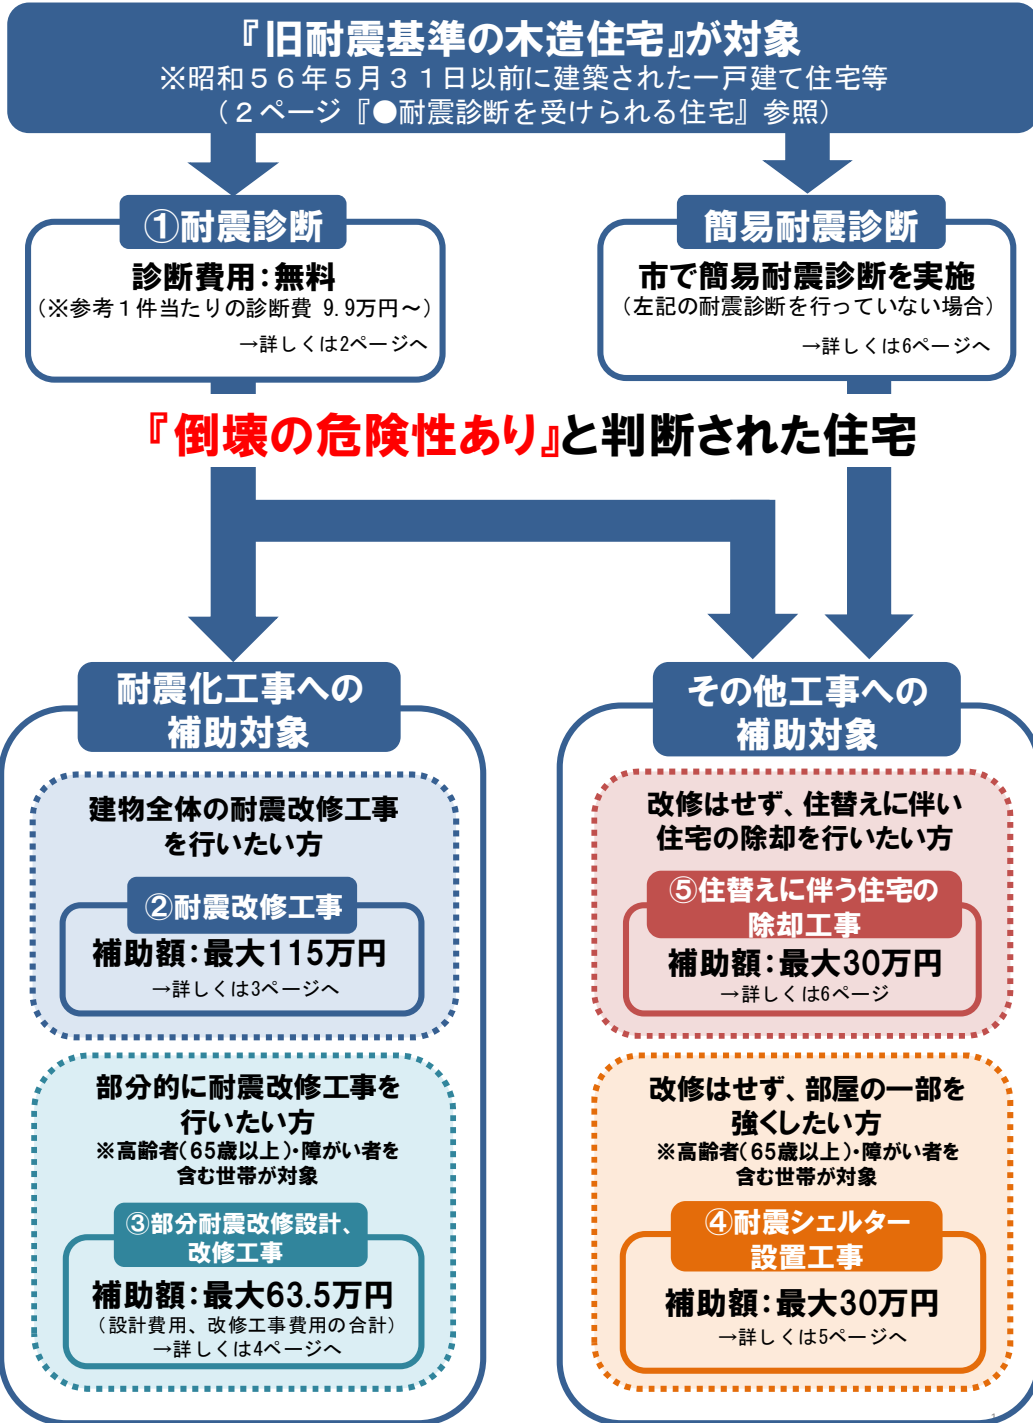 『旧耐震基準の木造住宅』が対象
※昭和５６年５月３１日以前に建築された一戸建て住宅等
（２ページ『●耐震診断を受けられる住宅』参照）
①耐震診断
診断費用：無料
（※参考１件当たりの診断費 9.9万円～）
→詳しくは2ページへ
簡易耐震診断
市で簡易耐震診断を実施
（左記の耐震診断を行っていない場合）
→詳しくは6ページへ
『倒壊の危険性あり』と判断された住宅
耐震化工事への
補助対象
建物全体の耐震改修工事
を行いたい方
②耐震改修工事
補助額：最大115万円
→詳しくは3ページへ
部分的に耐震改修工事を
行いたい方
※高齢者（65歳以上）・障がい者を
含む世帯が対象
③部分耐震改修設計、
改修工事
補助額：最大63.5万円
（設計費用、改修工事費用の合計）
→詳しくは4ページへ
その他工事への
補助対象
改修はせず、住替えに伴い
住宅の除却を行いたい方
⑤住替えに伴う住宅の
除却工事
補助額：最大30万円
→詳しくは6ページ
改修はせず、部屋の一部を
強くしたい方
※高齢者（65歳以上）・障がい者を
含む世帯が対象
④耐震シェルター
設置工事
補助額：最大30万円
→詳しくは5ページへ
1